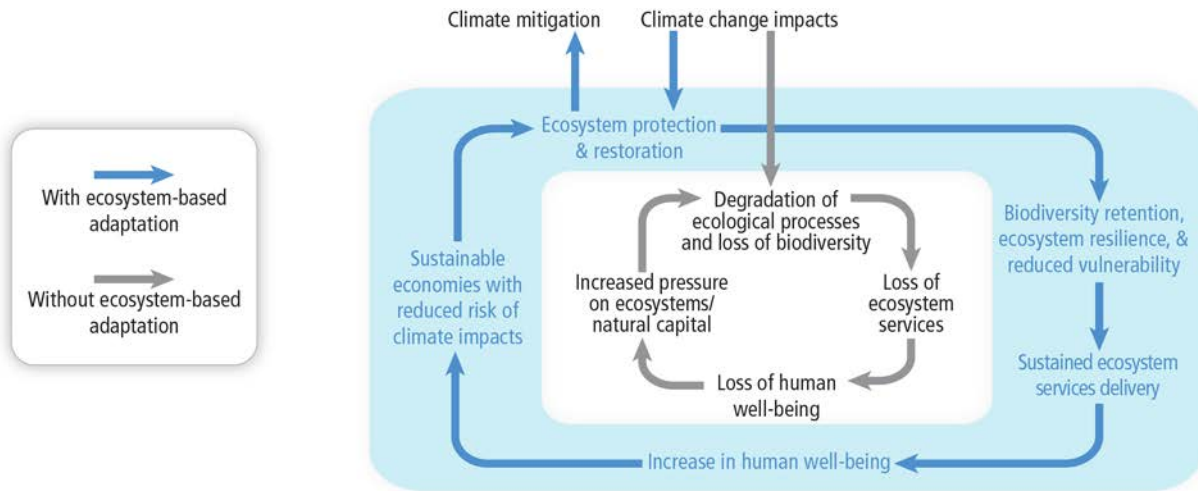 Climate mitigation
Climate change impacts
With ecosystem-based
adaptation
Without ecosystem-based
adaptation
Ecosystem protection
& restoration
Biodiversity retention,
ecosystem resilience, &
reduced vulnerability
Sustained ecosystem
services delivery
Increase in human well-being
Sustainable
economies with
reduced risk of
climate impacts
Degradation of
ecological processes
and loss of biodiversity
Loss of
ecosystem
services
Loss of human
well-being
Increased pressure
on ecosystems/
natural capital